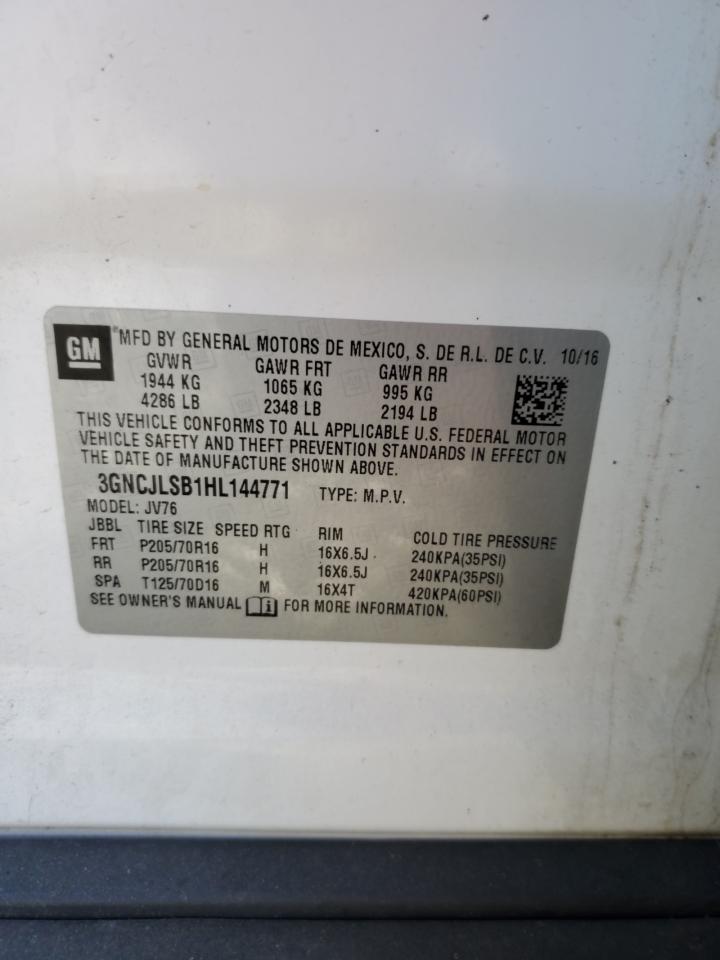 GM
MFD BY GENERAL MOTORS DE MEXICO, S. DE R.L. DE C.V. 10/16
GVWR GAWR FRT GAWR RR
1944 KG 1065 KG 995 KG
4286 LB 2348 LB 2194 LB
THIS VEHICLE CONFORMS TO ALL APPLICABLE U.S. FEDERAL MOTOR
VEHICLE SAFETY AND THEFT PREVENTION STANDARDS IN EFFECT ON
THE DATE OF MANUFACTURE SHOWN ABOVE.
3GNCJLSB1HL144771 TYPE: M.P.V.
MODEL: JV76
JBBL TIRE SIZE SPEED RTG RIM COLD TIRE PRESSURE
FRT P205/70R16 H 16X6.5J 240KPA(35PSI)
RR P205/70R16 H 16X6.5J 240KPA(35PSI)
SPA T125/70D16 M 16X4T 420KPA(60PSI)
SEE OWNER'S MANUAL FOR MORE INFORMATION.